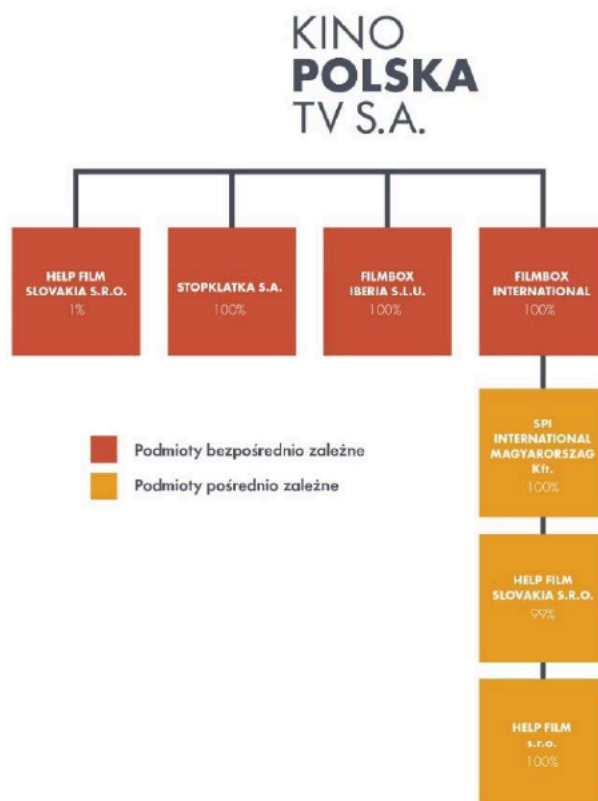 KINO
POLSKA
TV S.A.
HELP FILM
SLOVAKIA S.R.O.
1%
STOPKLATKA S.A.
100%
FILMBOX
IBERIA S.L.U.
100%
FILMBOX
INTERNATIONAL
100%
SPI
INTERNATIONAL
MAGYARORSZAG
Kft.
100%
Podmioty bezpośrednio zależne
Podmioty pośrednio zależne
HELP FILM
SLOVAKIA S.R.O.
99%
HELP FILM
s.r.o.
100%